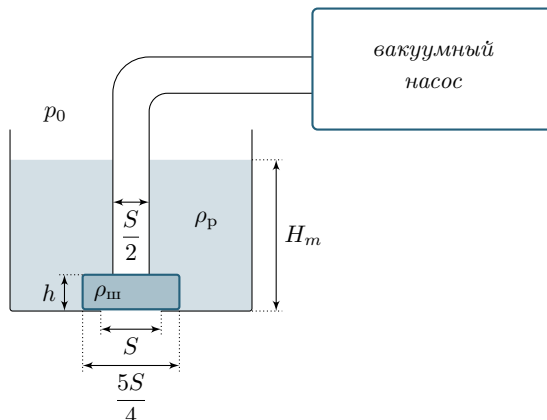 вакуумный
насос
p₀
S/2
ρр
Hm
h
ρш
S
5S/4